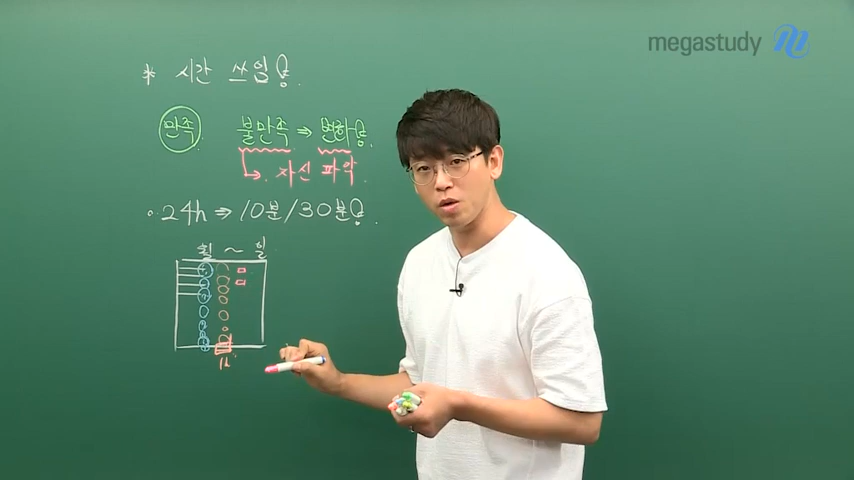 megastudy
* 시간 쓰임용.
만족. 불만족 ⇒ 변화용.
↳. 자신 파악.
◦24h ⇒ 10분/30분용.
월 ~ 일